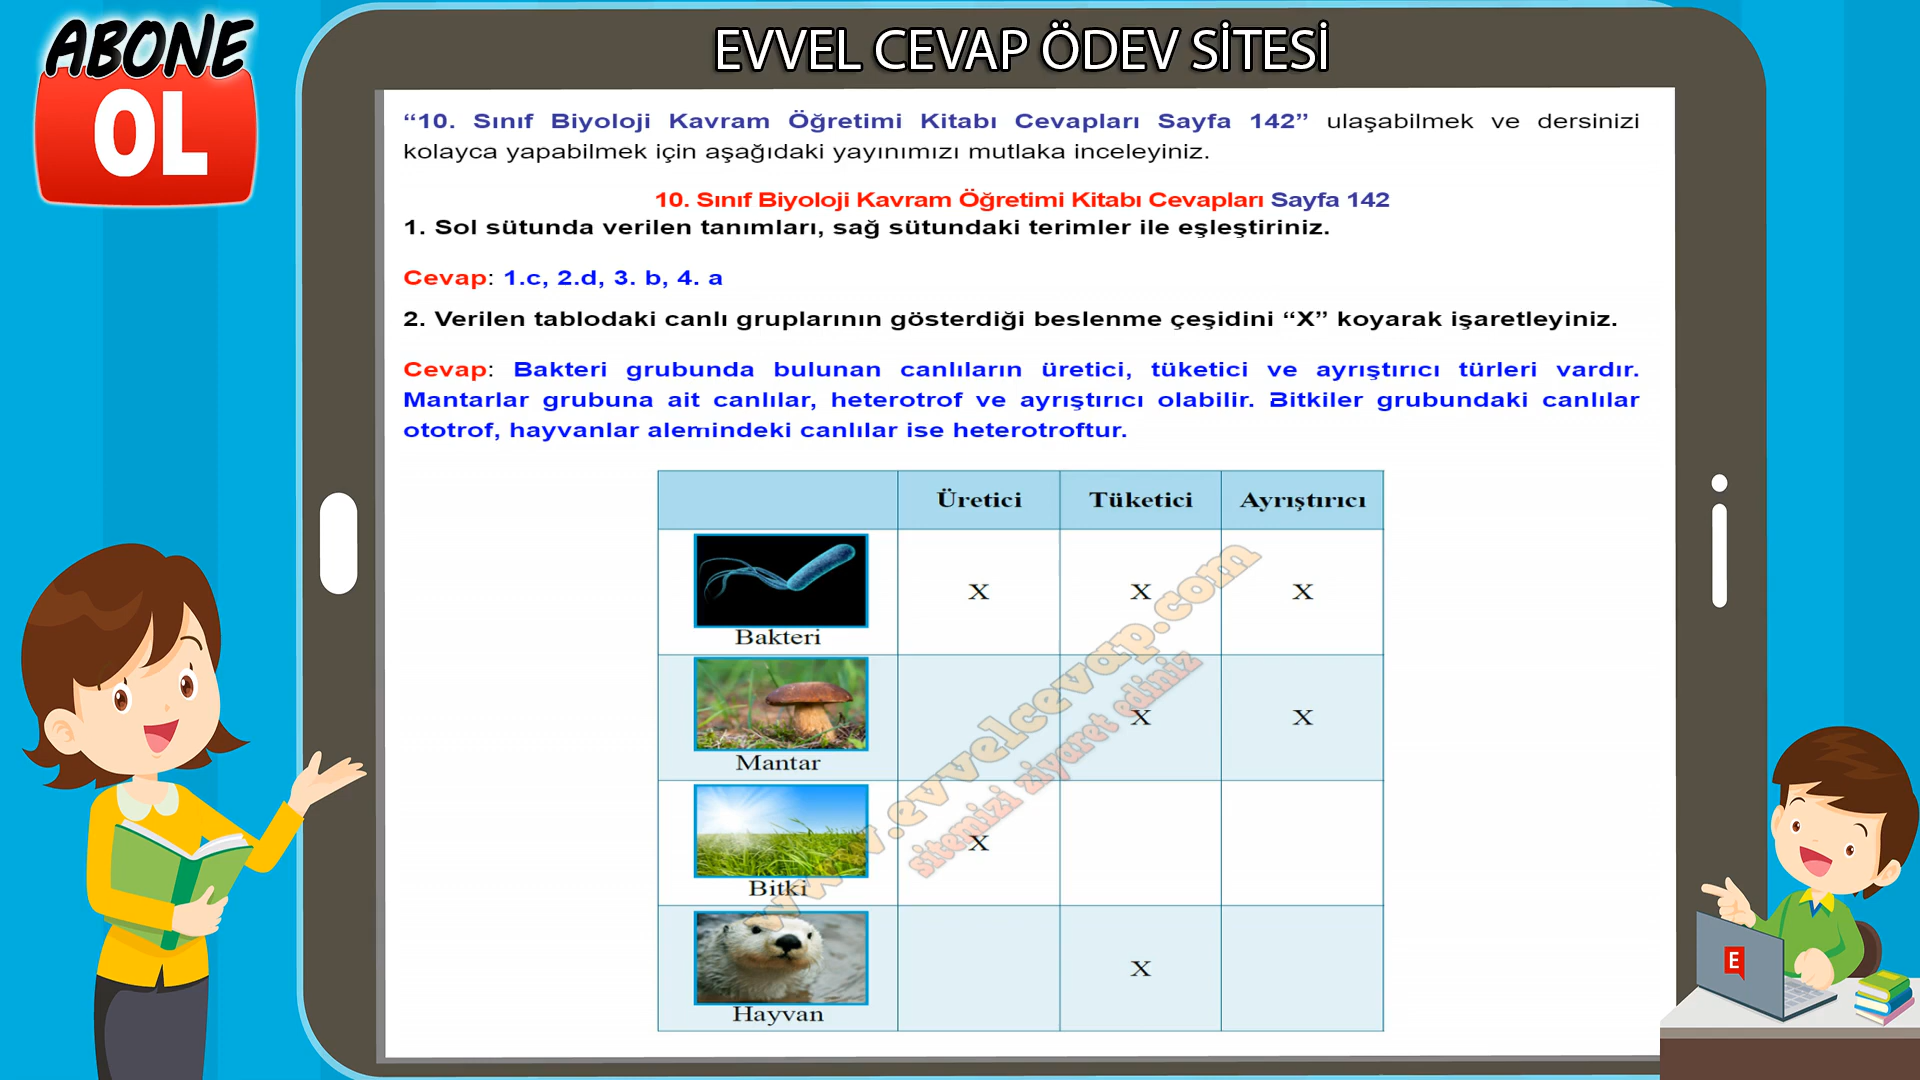 ABONE
OL
EVVEL CEVAP ÖDEV SİTESİ
“10. Sınıf Biyoloji Kavram Öğretimi Kitabı Cevapları Sayfa 142” ulaşabilmek ve dersinizi
kolayca yapabilmek için aşağıdaki yayınımızı mutlaka inceleyiniz.
10. Sınıf Biyoloji Kavram Öğretimi Kitabı Cevapları Sayfa 142
1. Sol sütunda verilen tanımları, sağ sütundaki terimler ile eşleştiriniz.
Cevap: 1.c, 2.d, 3. b, 4. a
2. Verilen tablodaki canlı gruplarının gösterdiği beslenme çeşidini “X” koyarak işaretleyiniz.
Cevap: Bakteri grubunda bulunan canlıların üretici, tüketici ve ayrıştırıcı türleri vardır.
Mantarlar grubuna ait canlılar, heterotrof ve ayrıştırıcı olabilir. Bitkiler grubundaki canlılar
ototrof, hayvanlar alemindeki canlılar ise heterotroftur.
Üretici Tüketici Ayrıştırıcı
X X X
Bakteri
X X
Mantar
X
Bitki
X
Hayvan
www.evvelcevap.com
sitemizi ziyaret ediniz
E